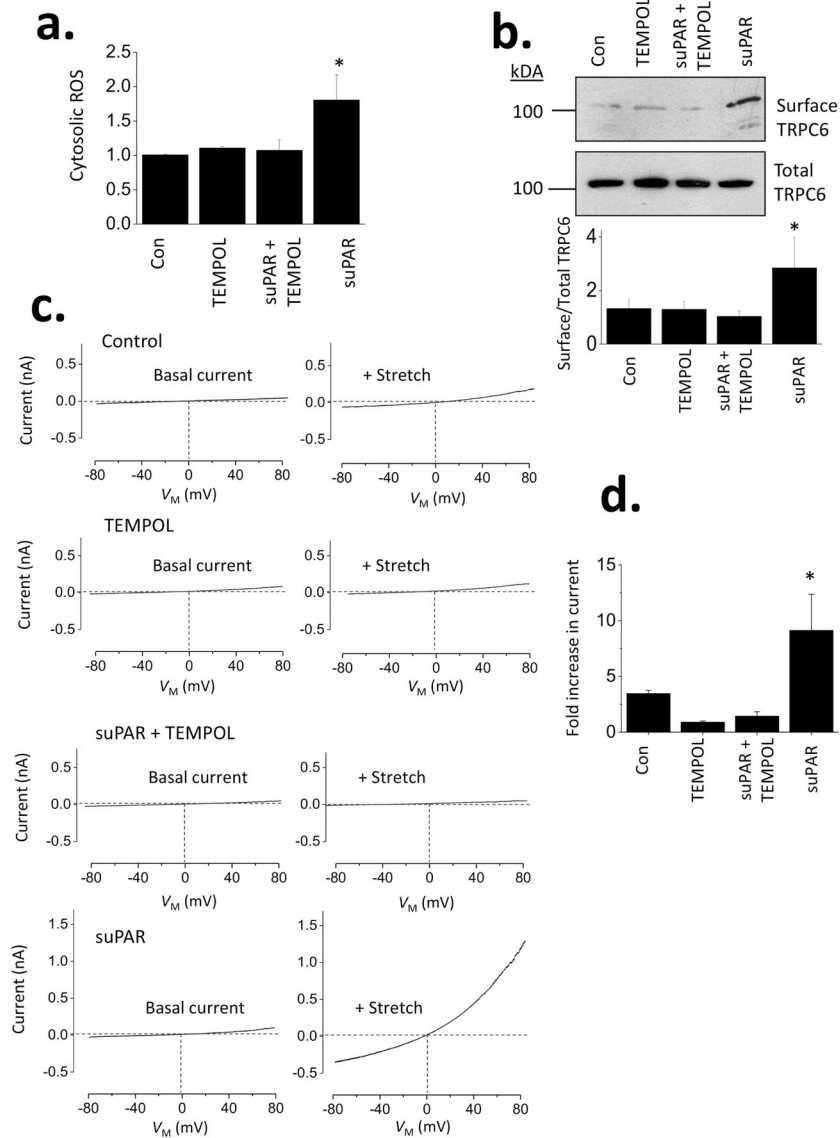 a.
Cytosolic ROS
2.5
2.0
1.5
1.0
0.5
0.0
*
Con
TEMPOL
suPAR +
TEMPOL
suPAR
b.
Con
TEMPOL
suPAR +
TEMPOL
suPAR
kDA
100
Surface
TRPC6
100
Total
TRPC6
Surface/Total TRPC6
4
2
0
*
Con
TEMPOL
suPAR +
TEMPOL
suPAR
c.
Control
Current (nA)
0.5
0.0
-0.5
Basal current
-80 -40 0 40 80
VM (mV)
0.5
0.0
-0.5
+ Stretch
-80 -40 0 40 80
VM (mV)
TEMPOL
Current (nA)
0.5
0.0
-0.5
Basal current
-80 -40 0 40 80
VM (mV)
0.5
0.0
-0.5
+ Stretch
-80 -40 0 40 80
VM (mV)
suPAR + TEMPOL
Current (nA)
0.5
0.0
-0.5
Basal current
-80 -40 0 40 80
VM (mV)
0.5
0.0
-0.5
+ Stretch
-80 -40 0 40 80
VM (mV)
suPAR
Current (nA)
1.5
1.0
0.5
0.0
-0.5
Basal current
-80 -40 0 40 80
VM (mV)
1.5
1.0
0.5
0.0
-0.5
+ Stretch
-80 -40 0 40 80
VM (mV)
d.
Fold increase in current
15
10
5
0
*
Con
TEMPOL
suPAR +
TEMPOL
suPAR